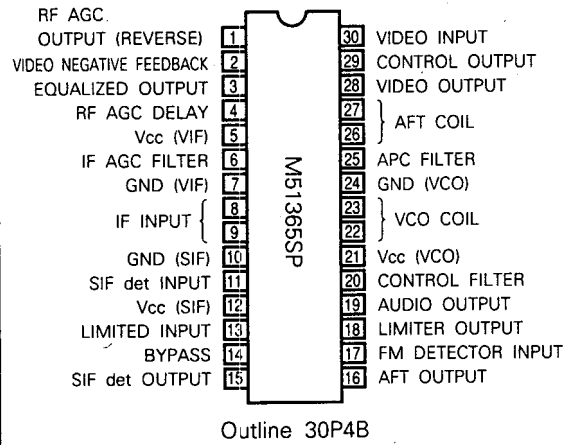 RF AGC
OUTPUT (REVERSE) 1
VIDEO NEGATIVE FEEDBACK 2
EQUALIZED OUTPUT 3
RF AGC DELAY 4
Vcc (VIF) 5
IF AGC FILTER 6
GND (VIF) 7
IF INPUT { 8
9
GND (SIF) 10
SIF det INPUT 11
Vcc (SIF) 12
LIMITED INPUT 13
BYPASS 14
SIF det OUTPUT 15
M51365SP
30 VIDEO INPUT
29 CONTROL OUTPUT
28 VIDEO OUTPUT
27
26 } AFT COIL
25 APC FILTER
24 GND (VCO)
23
22 } VCO COIL
21 Vcc (VCO)
20 CONTROL FILTER
19 AUDIO OUTPUT
18 LIMITER OUTPUT
17 FM DETECTOR INPUT
16 AFT OUTPUT
Outline 30P4B